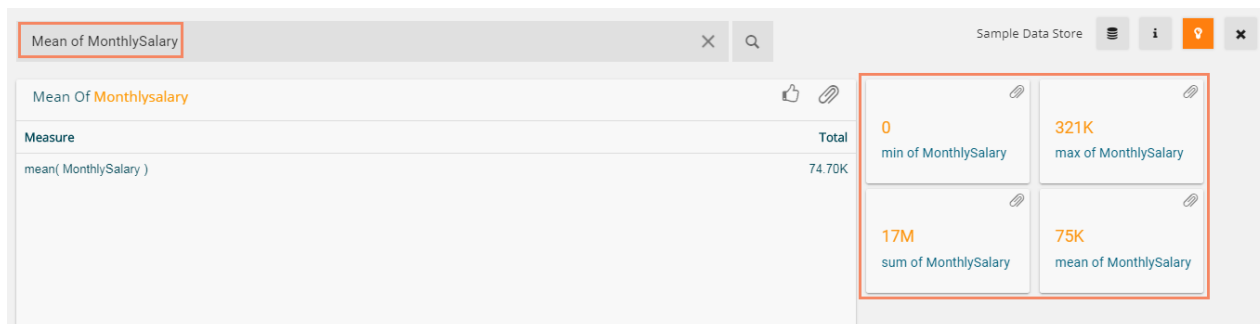 Mean of MonthlySalary
Sample Data Store
Mean Of Monthlysalary
Measure Total
mean( MonthlySalary ) 74.70K
0
min of MonthlySalary
321K
max of MonthlySalary
17M
sum of MonthlySalary
75K
mean of MonthlySalary